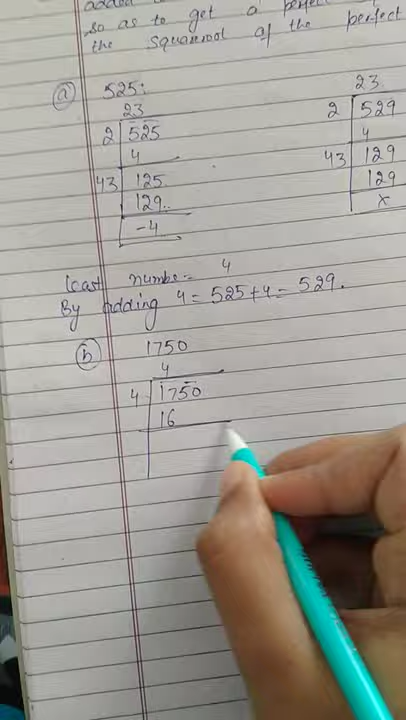 so as to get a perfect
the squareroot of the perfect
(a) 525:
23
2 525
4
43 125
129
-4
23
2 529
4
43 129
129
x
least number = 4
By adding 4 = 525+4 = 529.
(b) 1750
4
4 1750
16